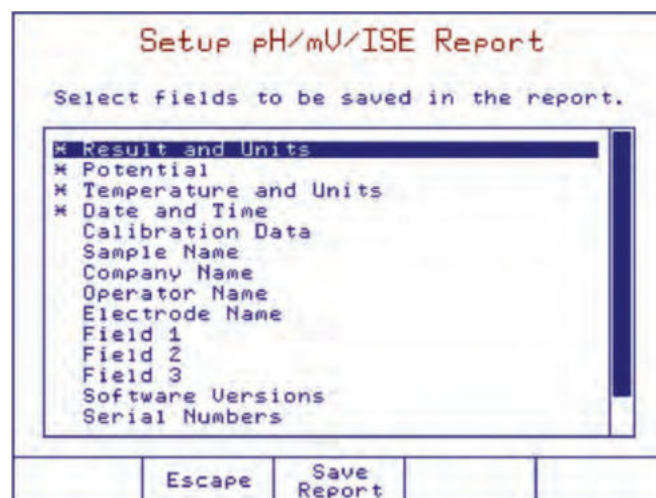 Setup pH/mV/ISE Report
Select fields to be saved in the report.
* Result and Units
* Potential
* Temperature and Units
* Date and Time
Calibration Data
Sample Name
Company Name
Operator Name
Electrode Name
Field 1
Field 2
Field 3
Software Versions
Serial Numbers
Escape
Save
Report